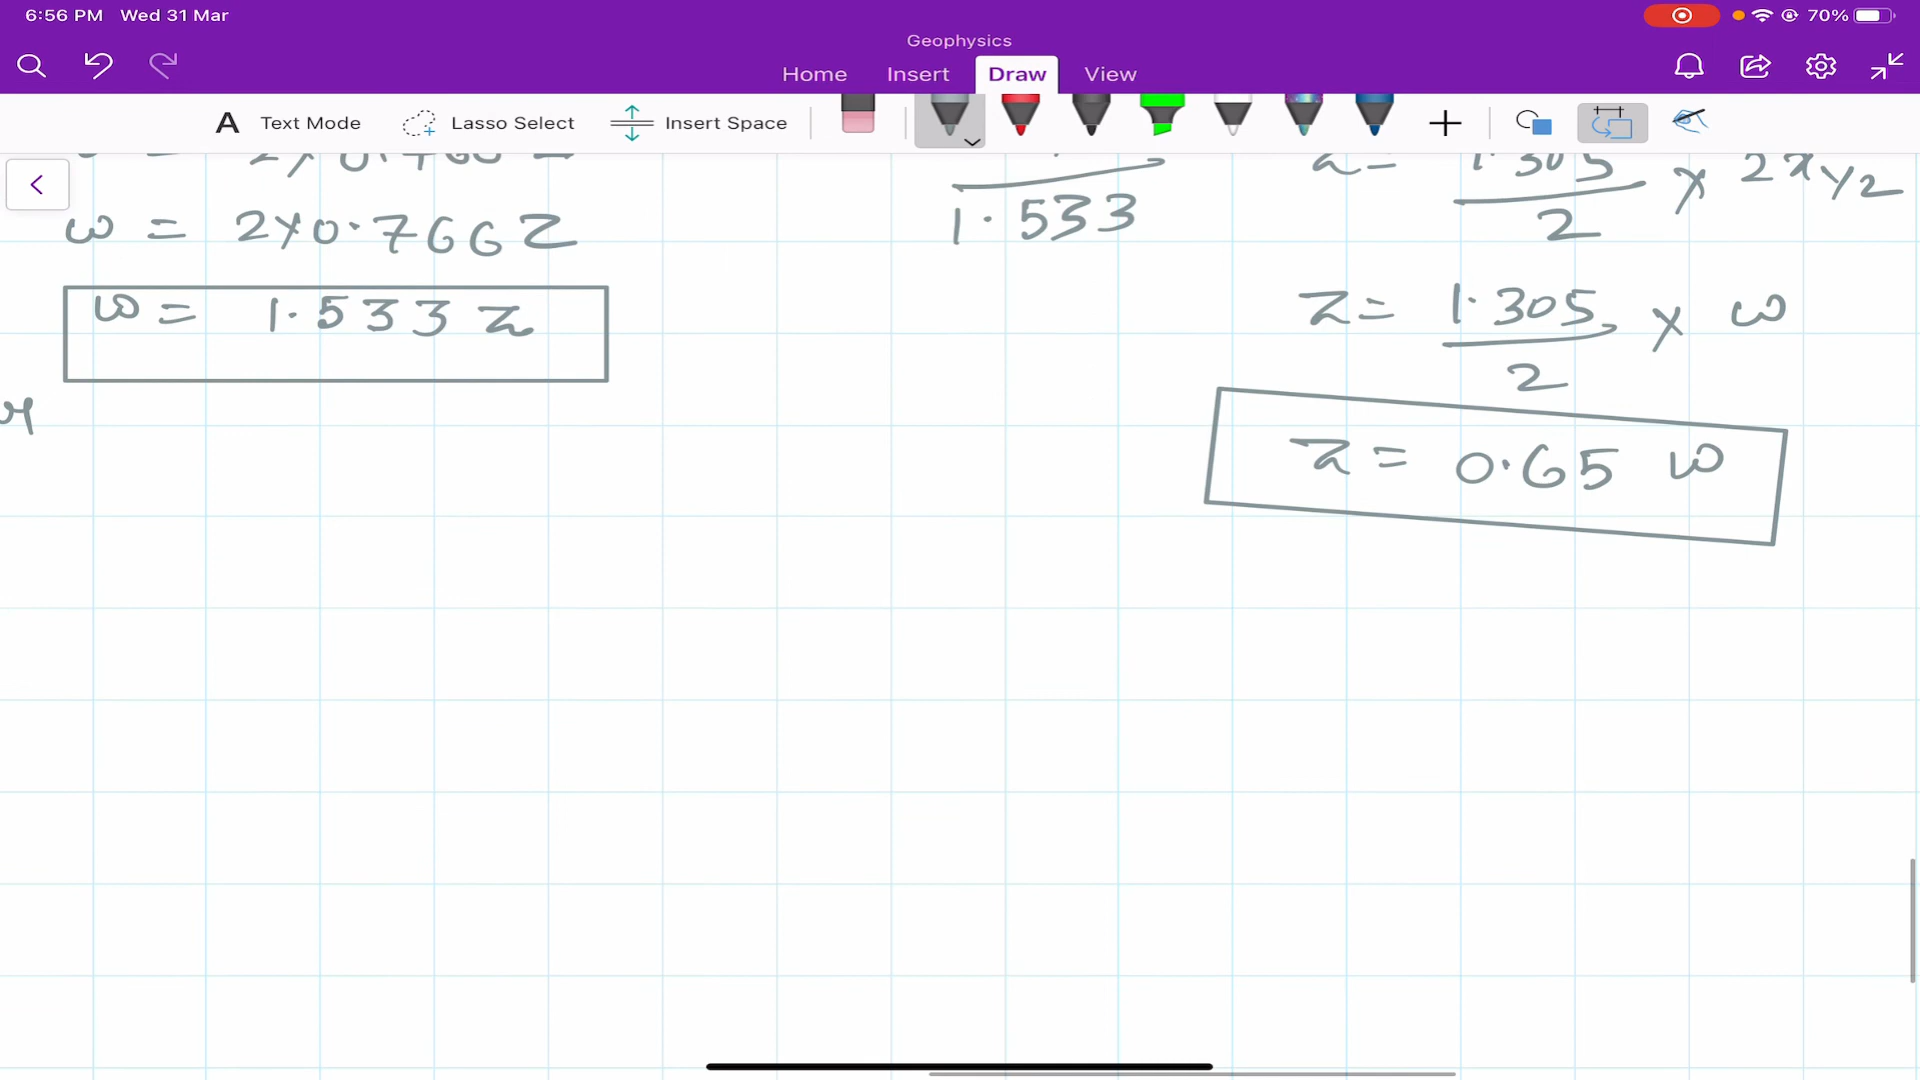 6:56 PM Wed 31 Mar
70%
Geophysics
Home Insert Draw View
A Text Mode Lasso Select Insert Space
w = 2×0.766 Z
w = 1.533 z
1.533
z = 1.305 / 2 × 2x1/2
z = 1.305 / 2 × w
z = 0.65 w